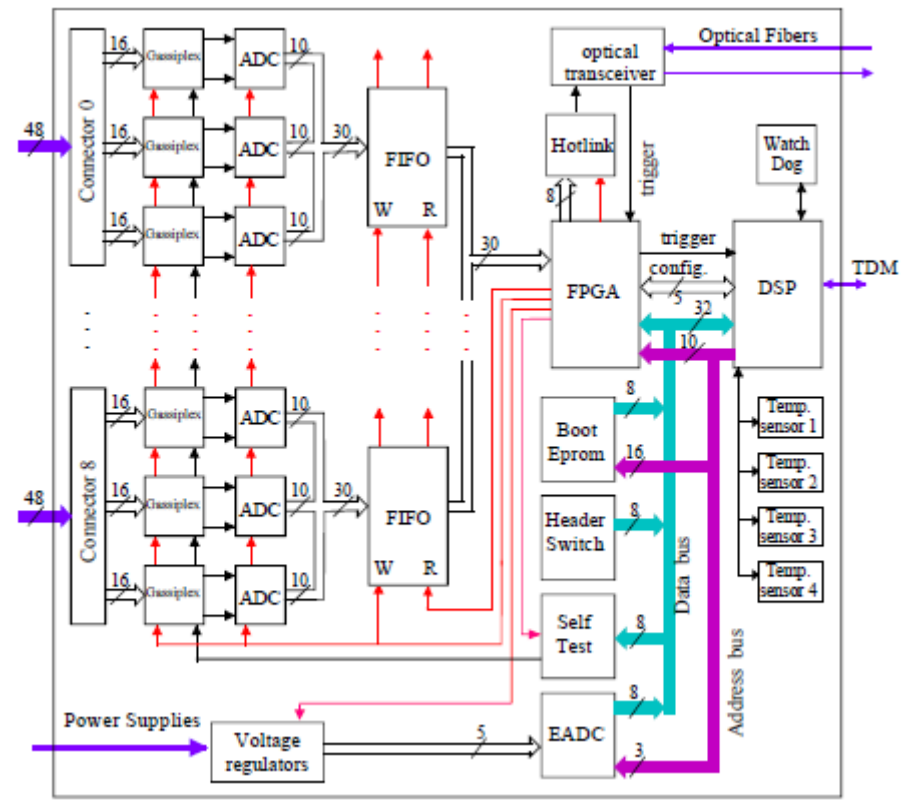 16
Gassiplex
ADC
10
optical
transceiver
Optical Fibers
Connector 0
48
16
Gassiplex
ADC
10
30
FIFO
W
R
Hotlink
8
trigger
Watch
Dog
16
Gassiplex
ADC
10
30
FPGA
trigger
config.
5
DSP
TDM
32
10
16
Gassiplex
ADC
10
Connector 8
48
16
Gassiplex
ADC
10
30
FIFO
W
R
16
Gassiplex
ADC
10
Boot
Eprom
8
16
Header
Switch
8
Self
Test
8
EADC
8
3
Data bus
Address bus
Temp.
sensor 1
Temp.
sensor 2
Temp.
sensor 3
Temp.
sensor 4
Power Supplies
Voltage
regulators
5